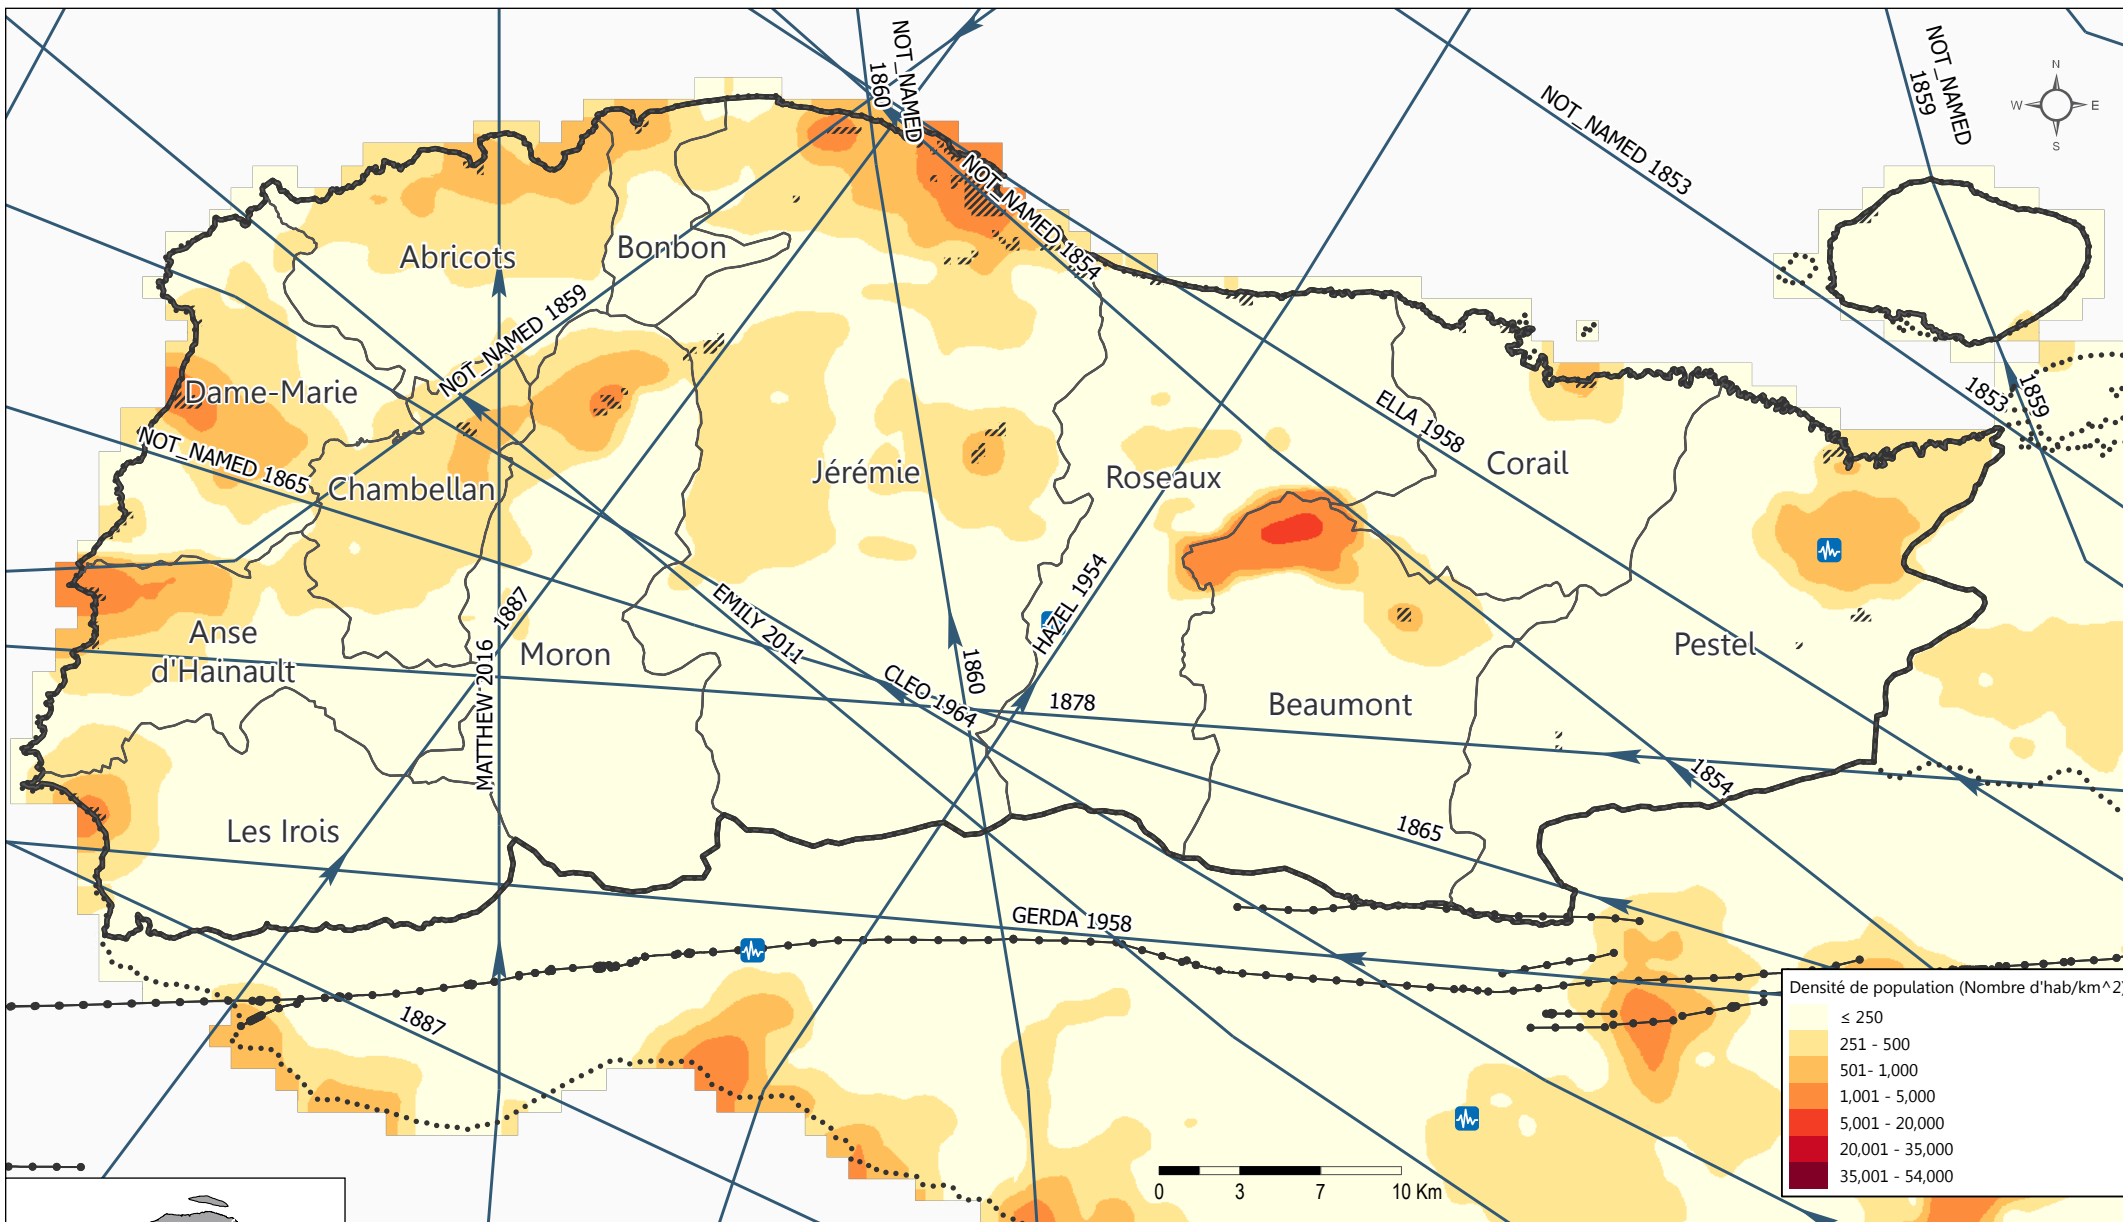 NOT_NAMED
1860
NOT_NAMED
1859
N
W
E
S
NOT_NAMED 1853
NOT_NAMED 1854
Abricots
Bonbon
NOT_NAMED 1859
Dame-Marie
1853
1859
ELLA 1958
NOT_NAMED 1865
Chambellan
Jérémie
Roseaux
Corail
HAZEL 1954
1887
EMILY 2011
Anse
d'Hainault
Moron
MATTHEW 2016
CLEO 1964
1860
1878
Beaumont
Pestel
1854
Les Irois
1865
GERDA 1958
1887
Densité de population (Nombre d'hab/km^2)
≤ 250
251 - 500
501- 1,000
1,001 - 5,000
5,001 - 20,000
20,001 - 35,000
35,001 - 54,000
0 3 7 10 Km